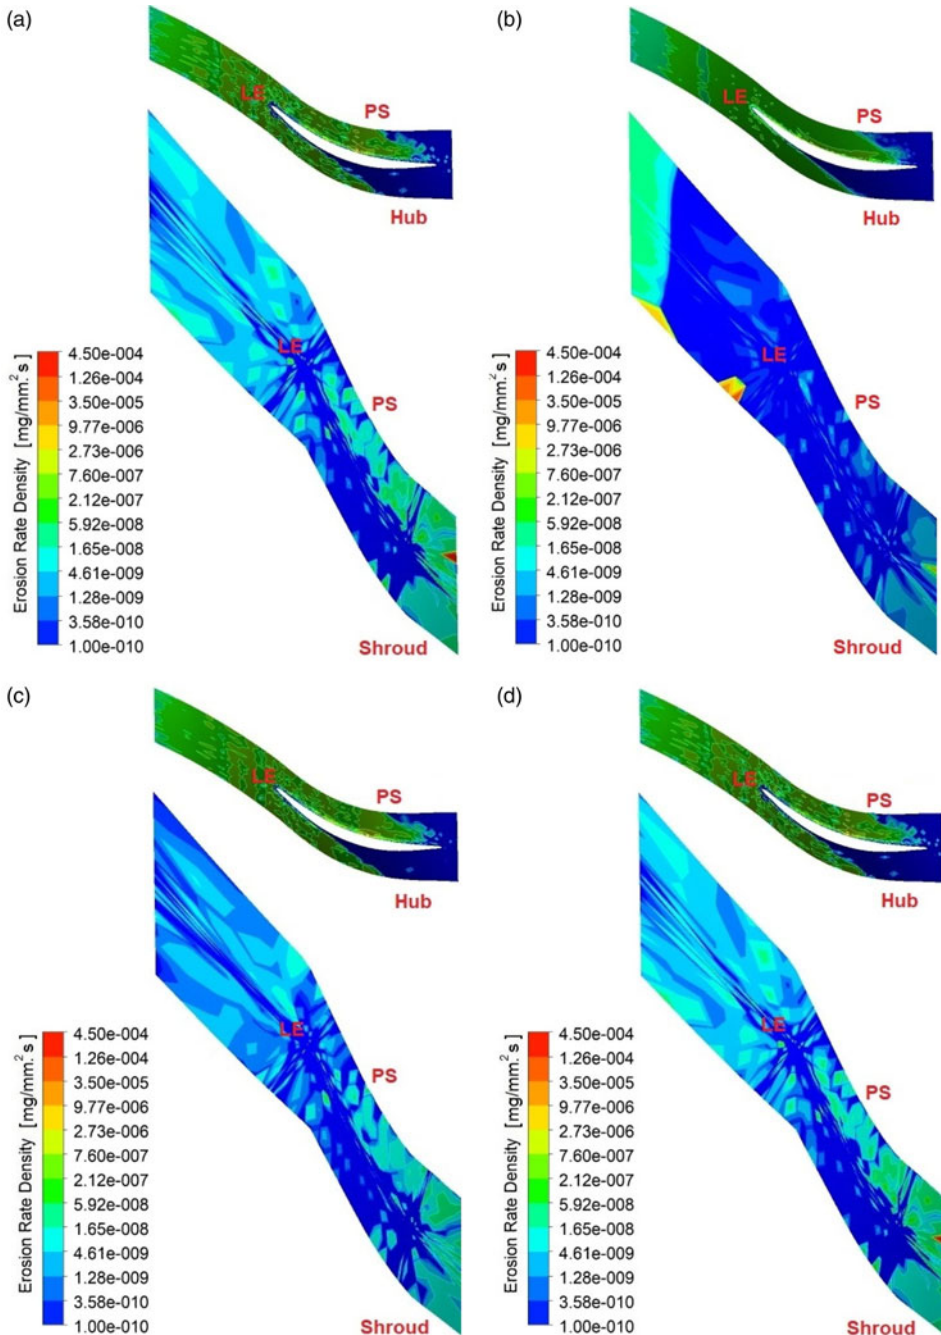 (a)
LE
PS
Hub
LE
PS
Shroud
Erosion Rate Density [mg/mm.² s]
4.50e-004
1.26e-004
3.50e-005
9.77e-006
2.73e-006
7.60e-007
2.12e-007
5.92e-008
1.65e-008
4.61e-009
1.28e-009
3.58e-010
1.00e-010
(b)
LE
PS
Hub
LE
PS
Shroud
Erosion Rate Density [mg/mm.² s]
4.50e-004
1.26e-004
3.50e-005
9.77e-006
2.73e-006
7.60e-007
2.12e-007
5.92e-008
1.65e-008
4.61e-009
1.28e-009
3.58e-010
1.00e-010
(c)
LE
PS
Hub
LE
PS
Shroud
Erosion Rate Density [mg/mm.² s]
4.50e-004
1.26e-004
3.50e-005
9.77e-006
2.73e-006
7.60e-007
2.12e-007
5.92e-008
1.65e-008
4.61e-009
1.28e-009
3.58e-010
1.00e-010
(d)
LE
PS
Hub
LE
PS
Shroud
Erosion Rate Density [mg/mm.² s]
4.50e-004
1.26e-004
3.50e-005
9.77e-006
2.73e-006
7.60e-007
2.12e-007
5.92e-008
1.65e-008
4.61e-009
1.28e-009
3.58e-010
1.00e-010